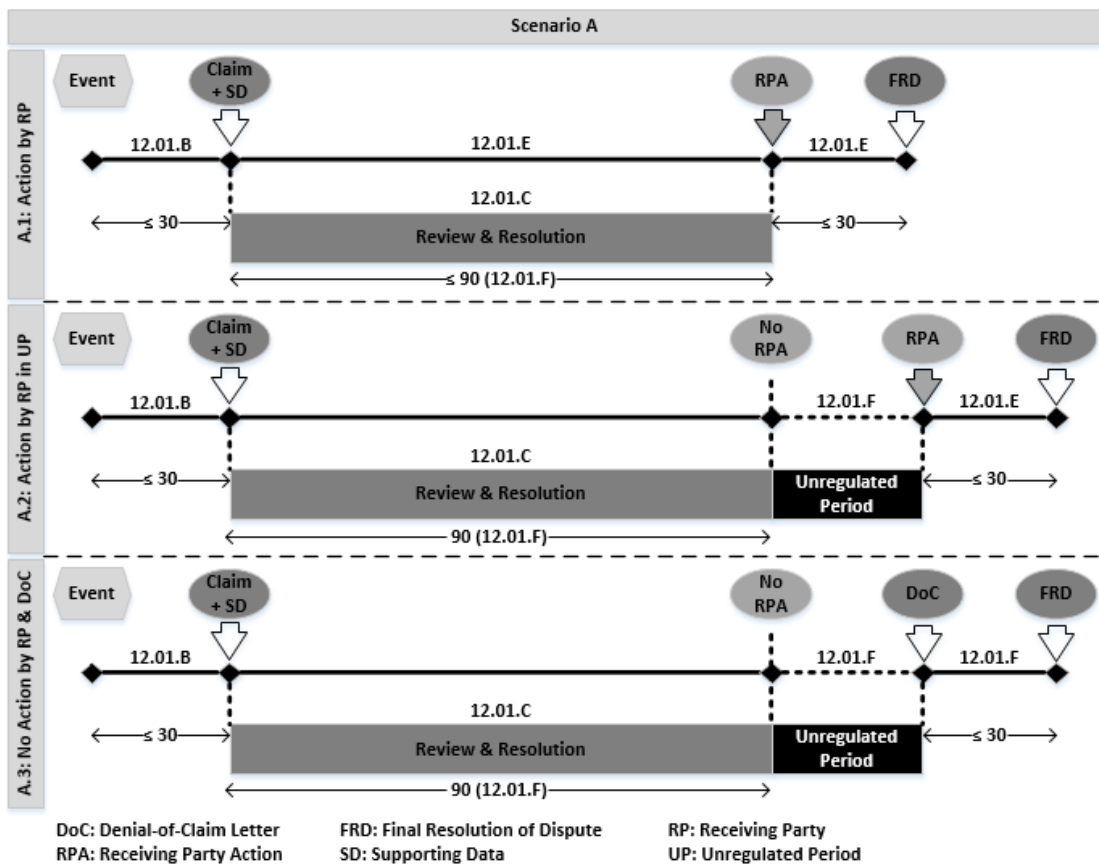 Scenario A
A.1: Action by RP
Event
Claim
+ SD
RPA
FRD
12.01.B
12.01.E
12.01.E
12.01.C
≤ 30
Review & Resolution
≤ 30
≤ 90 (12.01.F)
A.2: Action by RP in UP
Event
Claim
+ SD
No
RPA
RPA
FRD
12.01.B
12.01.F
12.01.E
12.01.C
≤ 30
Review & Resolution
Unregulated
Period
≤ 30
90 (12.01.F)
A.3: No Action by RP & DoC
Event
Claim
+ SD
No
RPA
DoC
FRD
12.01.B
12.01.F
12.01.F
12.01.C
≤ 30
Review & Resolution
Unregulated
Period
≤ 30
90 (12.01.F)
DoC: Denial-of-Claim Letter
FRD: Final Resolution of Dispute
RP: Receiving Party
RPA: Receiving Party Action
SD: Supporting Data
UP: Unregulated Period